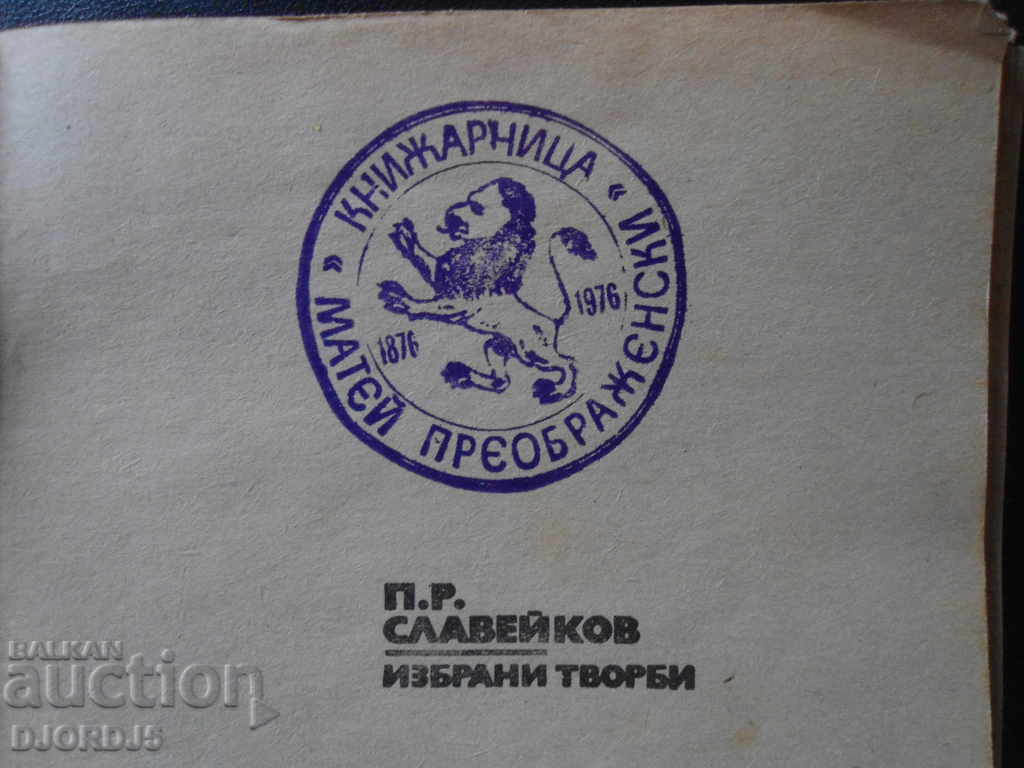 КНИЖАРНИЦА
„МАТЕЙ ПРЕОБРАЖЕНСКИ“
1876
1976
П.Р.
СЛАВЕЙКОВ
ИЗБРАНИ ТВОРБИ
BALKAN
auction
DJORDJ5